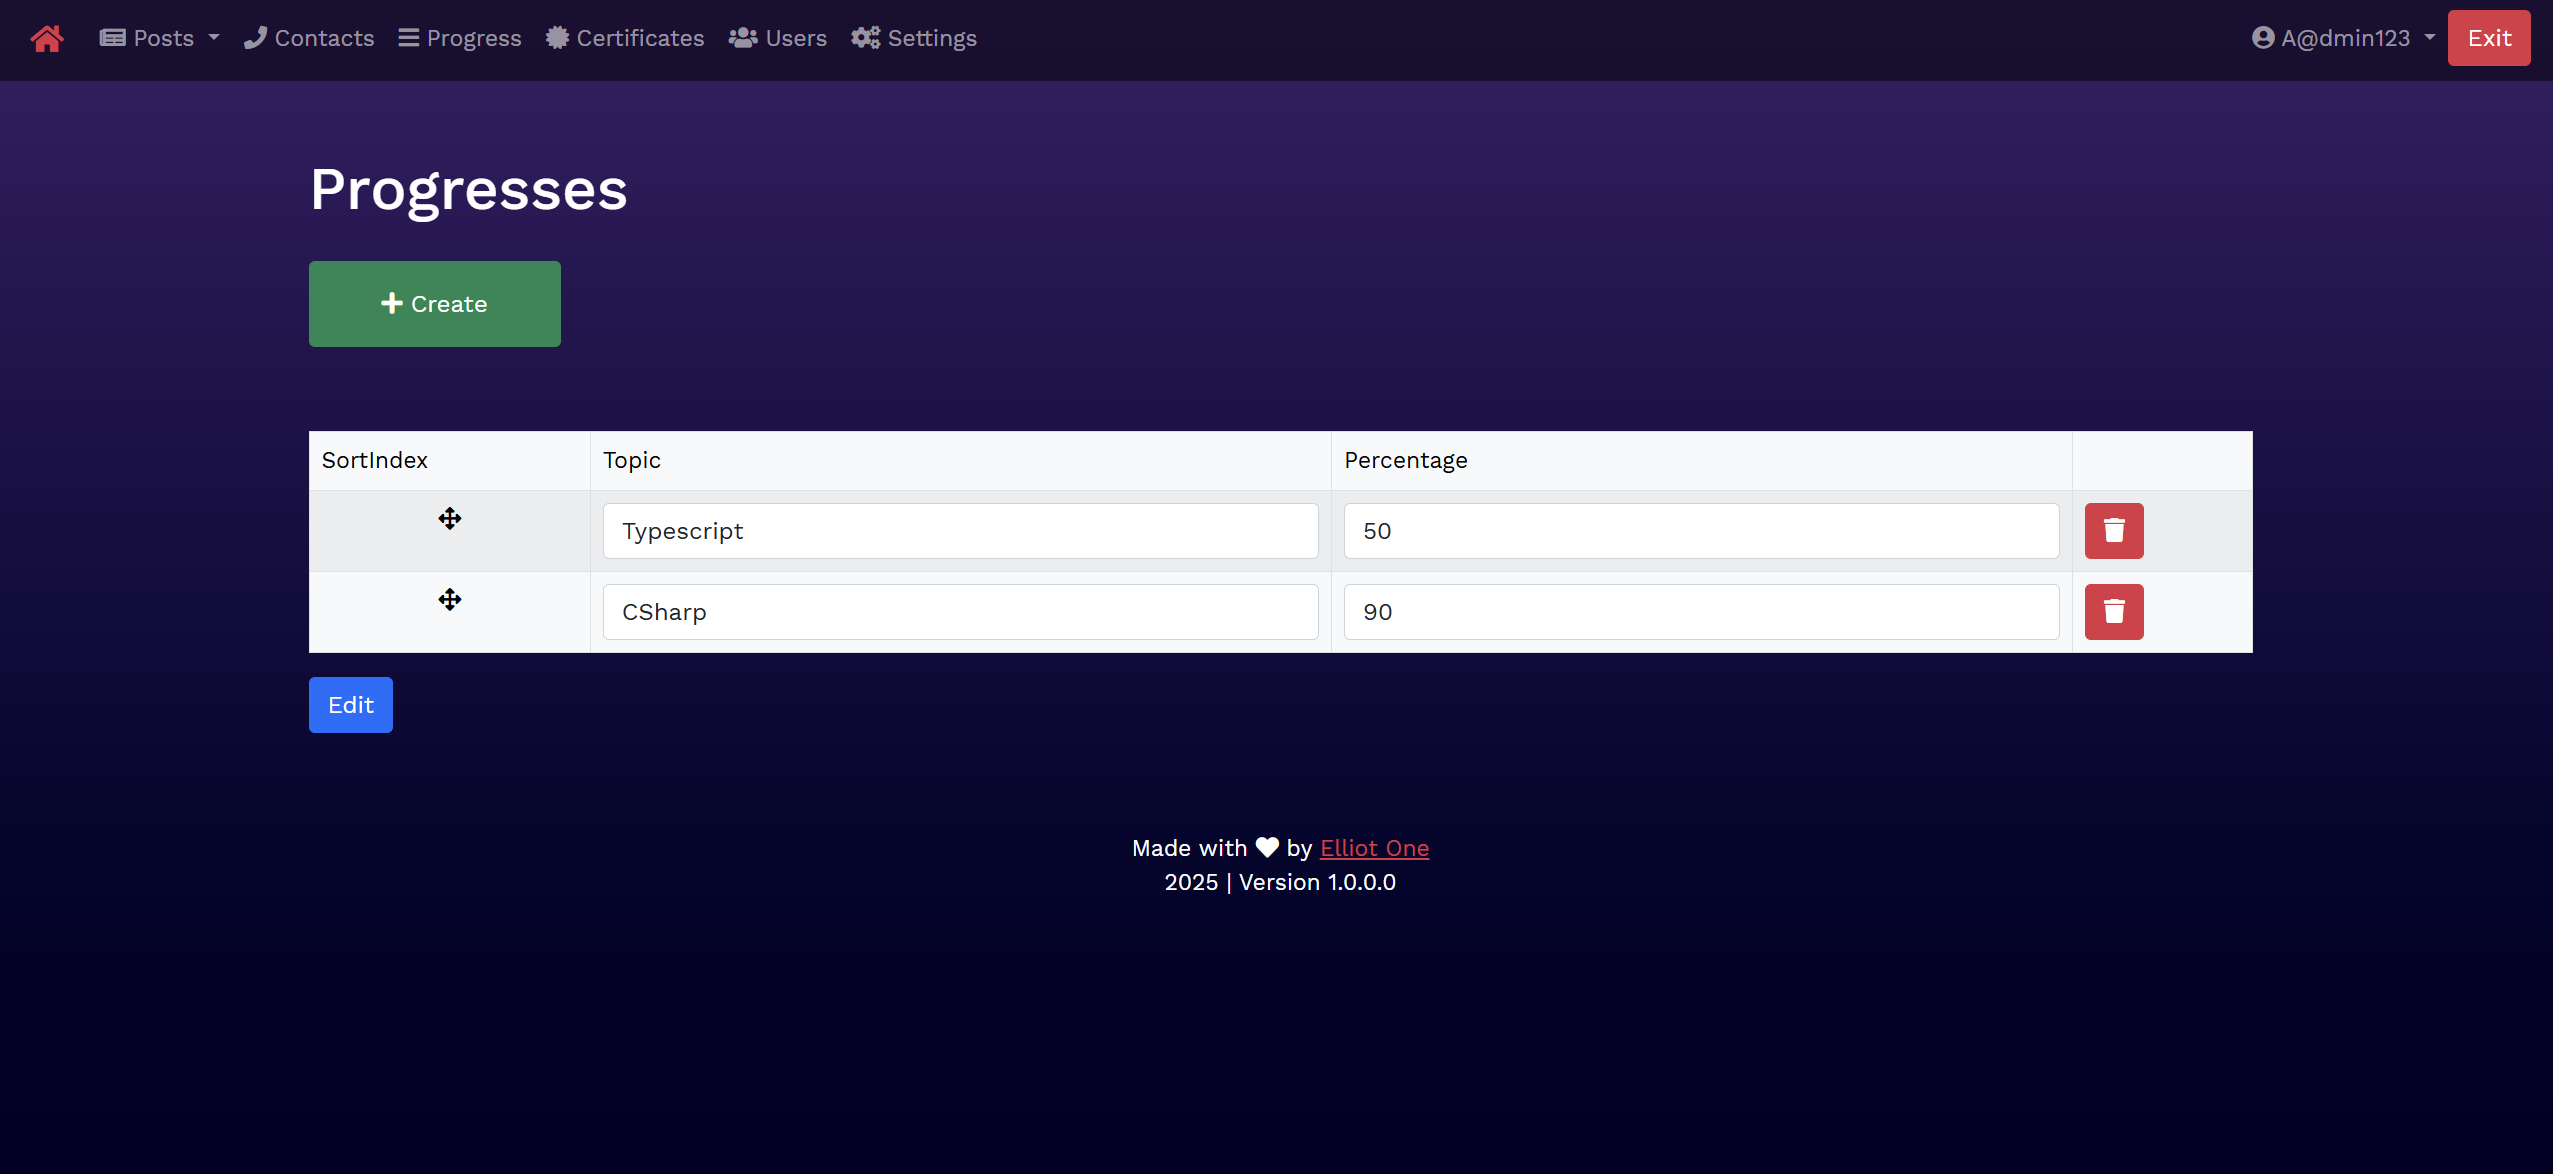 Posts Contacts Progress Certificates Users Settings A@dmin123 Exit
Progresses
Create
SortIndex Topic Percentage
Typescript 50
CSharp 90
Edit
Made with by Elliot One
2025 | Version 1.0.0.0